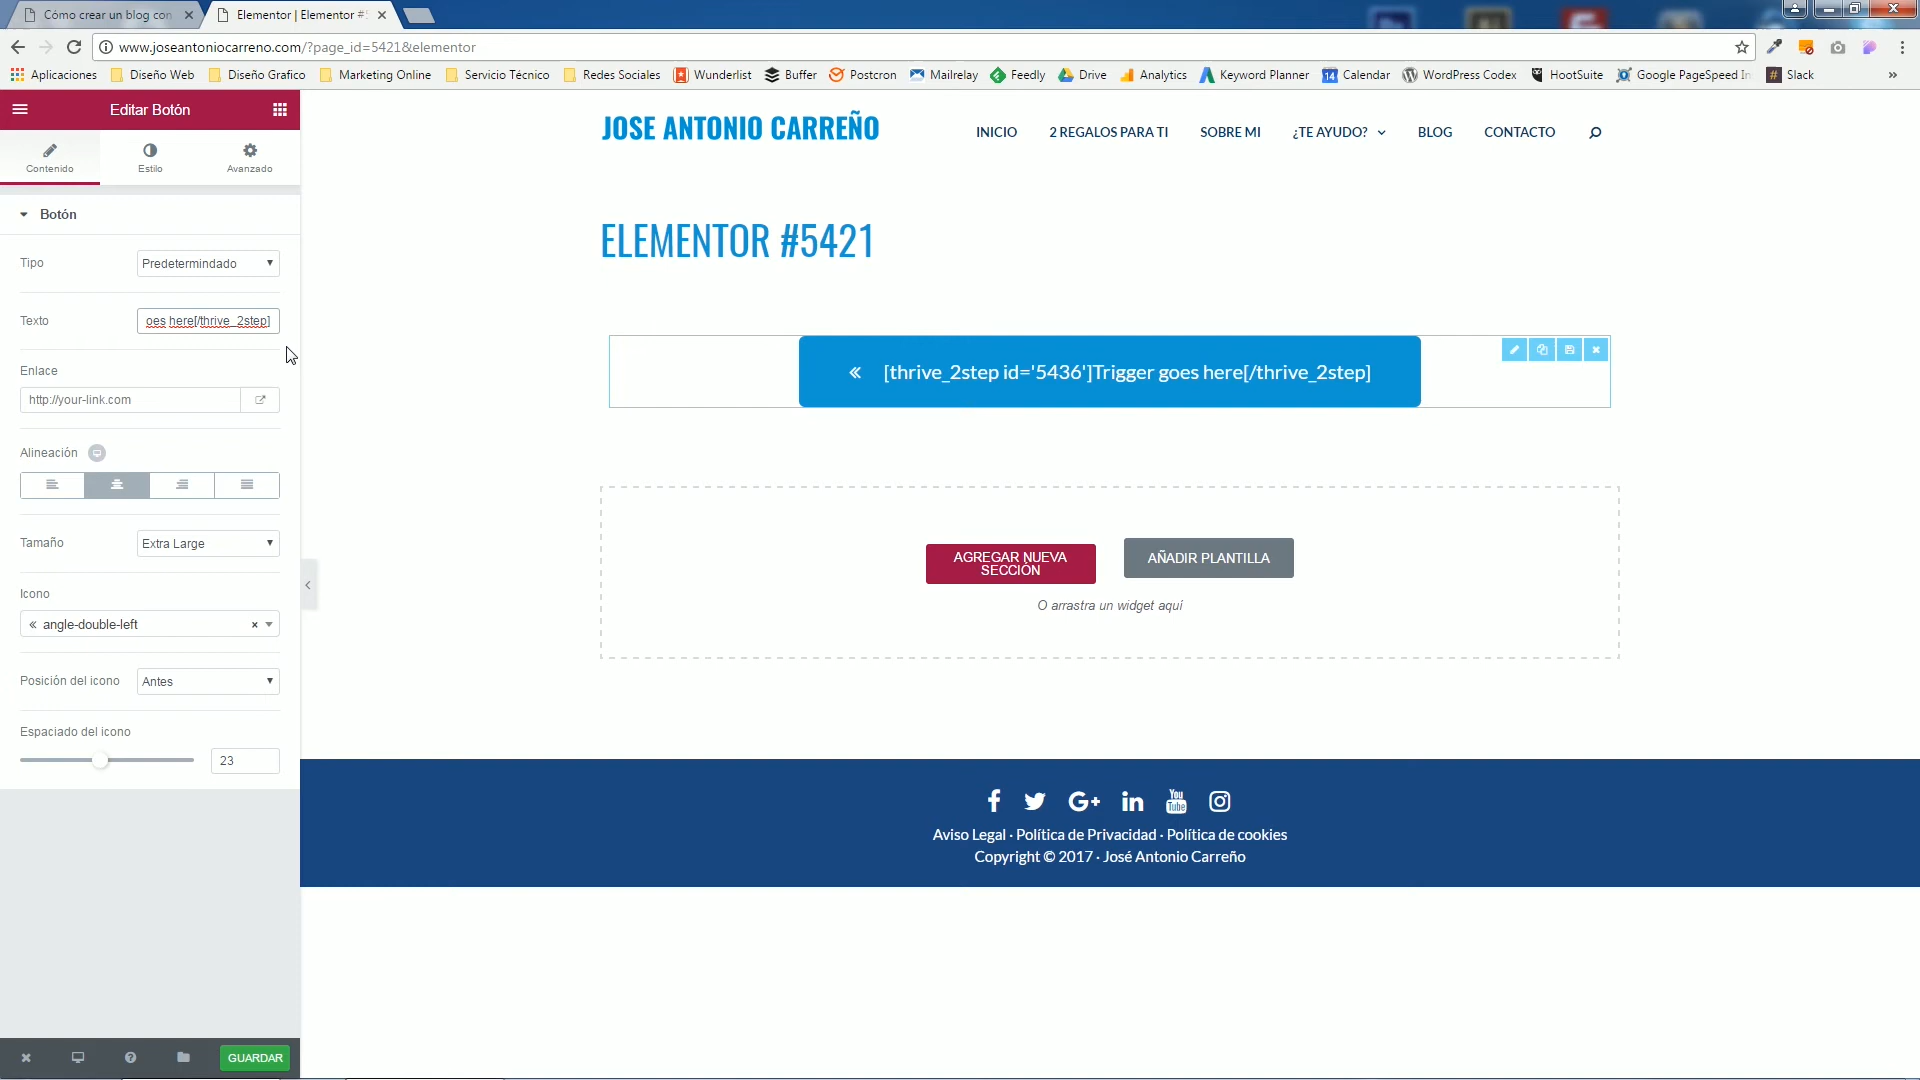 Cómo crear un blog con
Elementor | Elementor #
www.joseantoniocarreno.com/?page_id=5421&elementor
Aplicaciones
Diseño Web
Diseño Grafico
Marketing Online
Servicio Técnico
Redes Sociales
Wunderlist
Buffer
Postcron
Mailrelay
Feedly
Drive
Analytics
Keyword Planner
14 Calendar
WordPress Codex
HootSuite
Google PageSpeed In
# Slack
»
Editar Botón
Contenido
Estilo
Avanzado
Botón
Tipo
Predetermindado
Texto
oes here[/thrive_2step]
Enlace
http://your-link.com
Alineación
Tamaño
Extra Large
Icono
« angle-double-left
×
Posición del icono
Antes
Espaciado del icono
23
GUARDAR
JOSE ANTONIO CARREÑO
INICIO
2 REGALOS PARA TI
SOBRE MI
¿TE AYUDO?
BLOG
CONTACTO
ELEMENTOR #5421
« [thrive_2step id='5436']Trigger goes here[/thrive_2step]
AGREGAR NUEVA
SECCIÓN
AÑADIR PLANTILLA
O arrastra un widget aquí
You
Tube
Aviso Legal · Política de Privacidad · Política de cookies
Copyright © 2017 · José Antonio Carreño